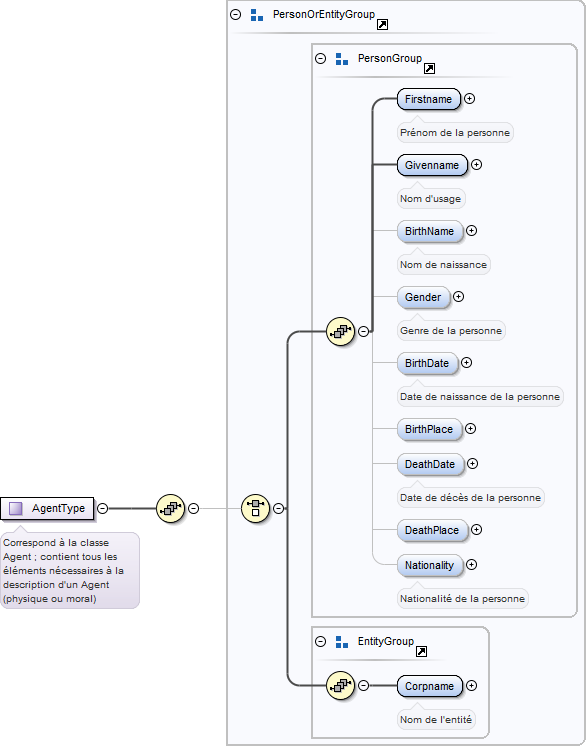 PersonOrEntityGroup
PersonGroup
Firstname
Prénom de la personne
Givenname
Nom d'usage
BirthName
Nom de naissance
Gender
Genre de la personne
BirthDate
Date de naissance de la personne
BirthPlace
DeathDate
Date de décès de la personne
DeathPlace
Nationality
Nationalité de la personne
AgentType
Correspond à la classe
Agent ; contient tous les
éléments nécessaires à la
description d'un Agent
(physique ou moral)
EntityGroup
Corpname
Nom de l'entité